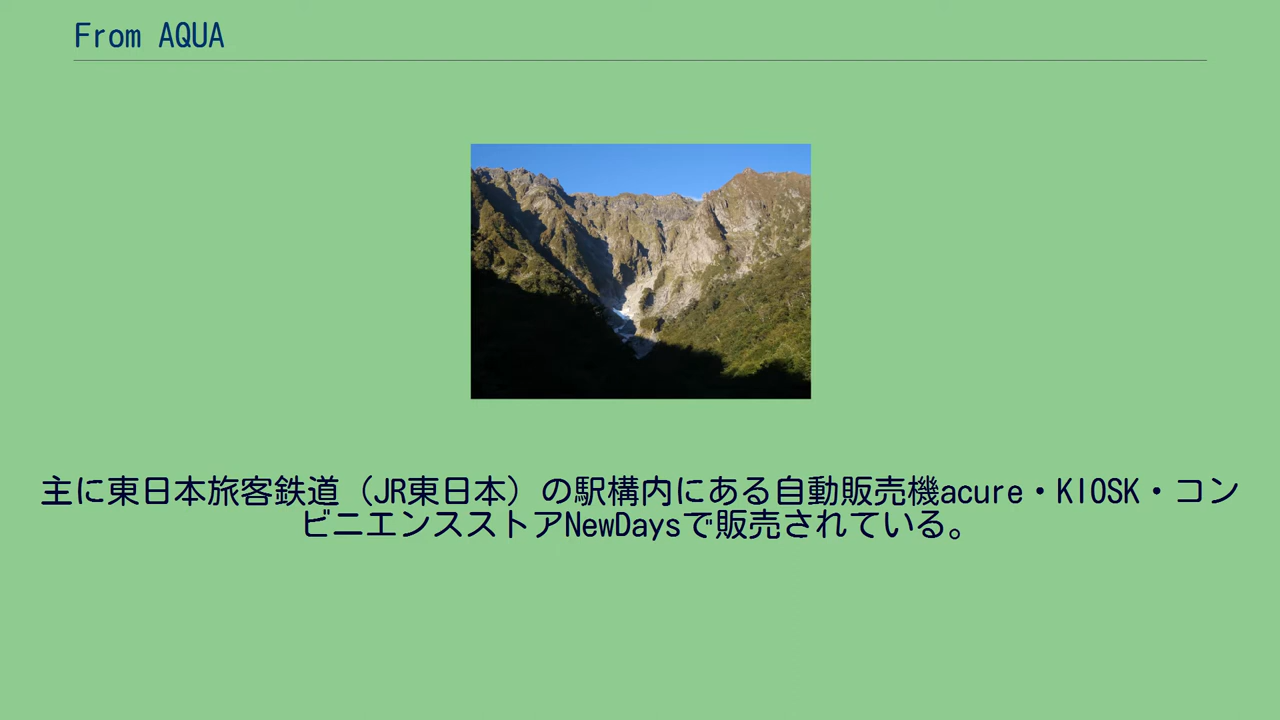 From AQUA
主に東日本旅客鉄道（JR東日本）の駅構内にある自動販売機acure・KIOSK・コン
ビニエンスストアNewDaysで販売されている。